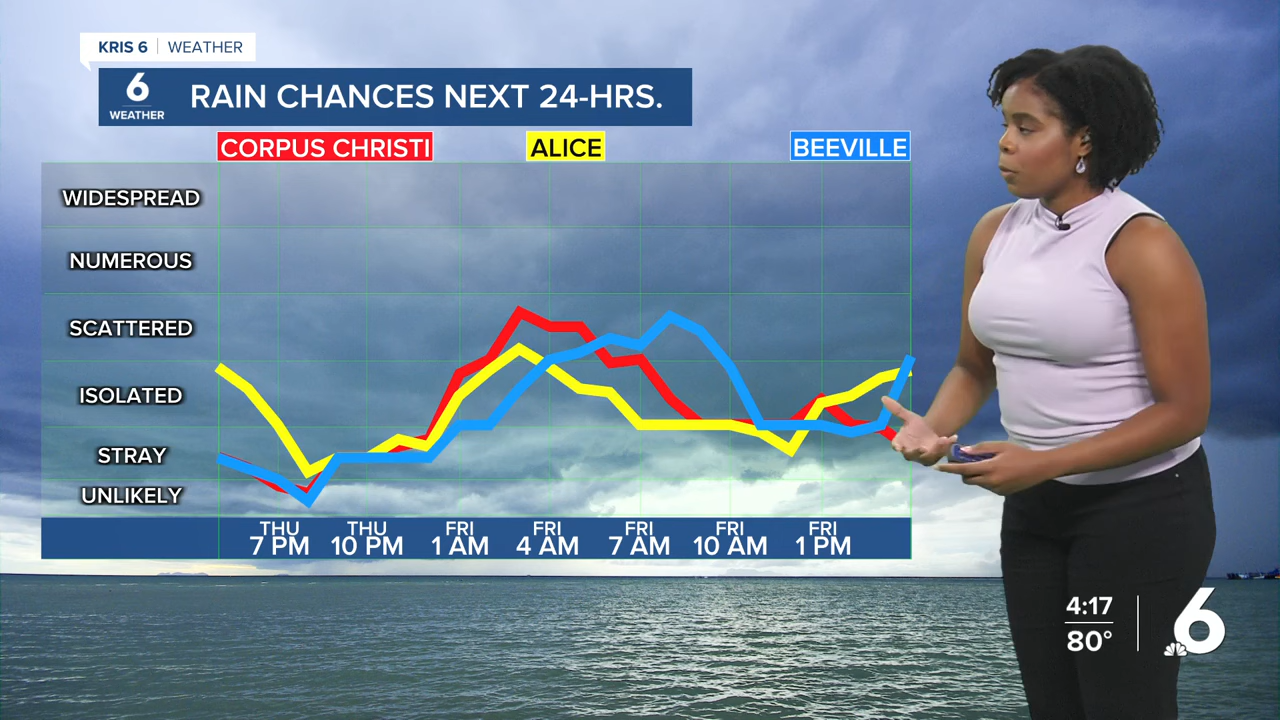 KRIS 6 | WEATHER
6
WEATHER
RAIN CHANCES NEXT 24-HRS.
CORPUS CHRISTI
ALICE
BEEVILLE
WIDESPREAD
NUMEROUS
SCATTERED
ISOLATED
STRAY
UNLIKELY
THU
7 PM
THU
10 PM
FRI
1 AM
FRI
4 AM
FRI
7 AM
FRI
10 AM
FRI
1 PM
4:17
80°
6